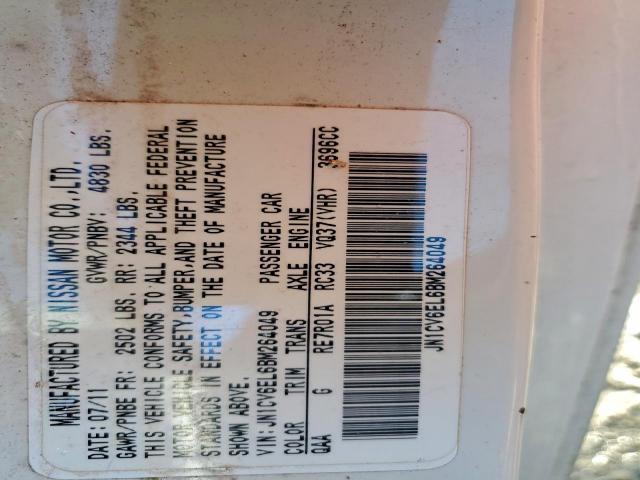 MANUFACTURED BY NISSAN MOTOR CO.,LTD.
DATE: 07/11 GVWR/PNBV: 4830 LBS.
GAWR/PNBE FR: 2502 LBS. RR: 2344 LBS.
THIS VEHICLE CONFORMS TO ALL APPLICABLE FEDERAL
MOTOR VEHICLE SAFETY,BUMPER,AND THEFT PREVENTION
STANDARDS IN EFFECT ON THE DATE OF MANUFACTURE
SHOWN ABOVE.
VIN:JN1CV6EL6BM264049 PASSENGER CAR
COLOR TRIM TRANS AXLE ENGINE
QAA G RE7R01A RC33 VQ37(VHR) 3696CC
JN1CV6EL6BM264049